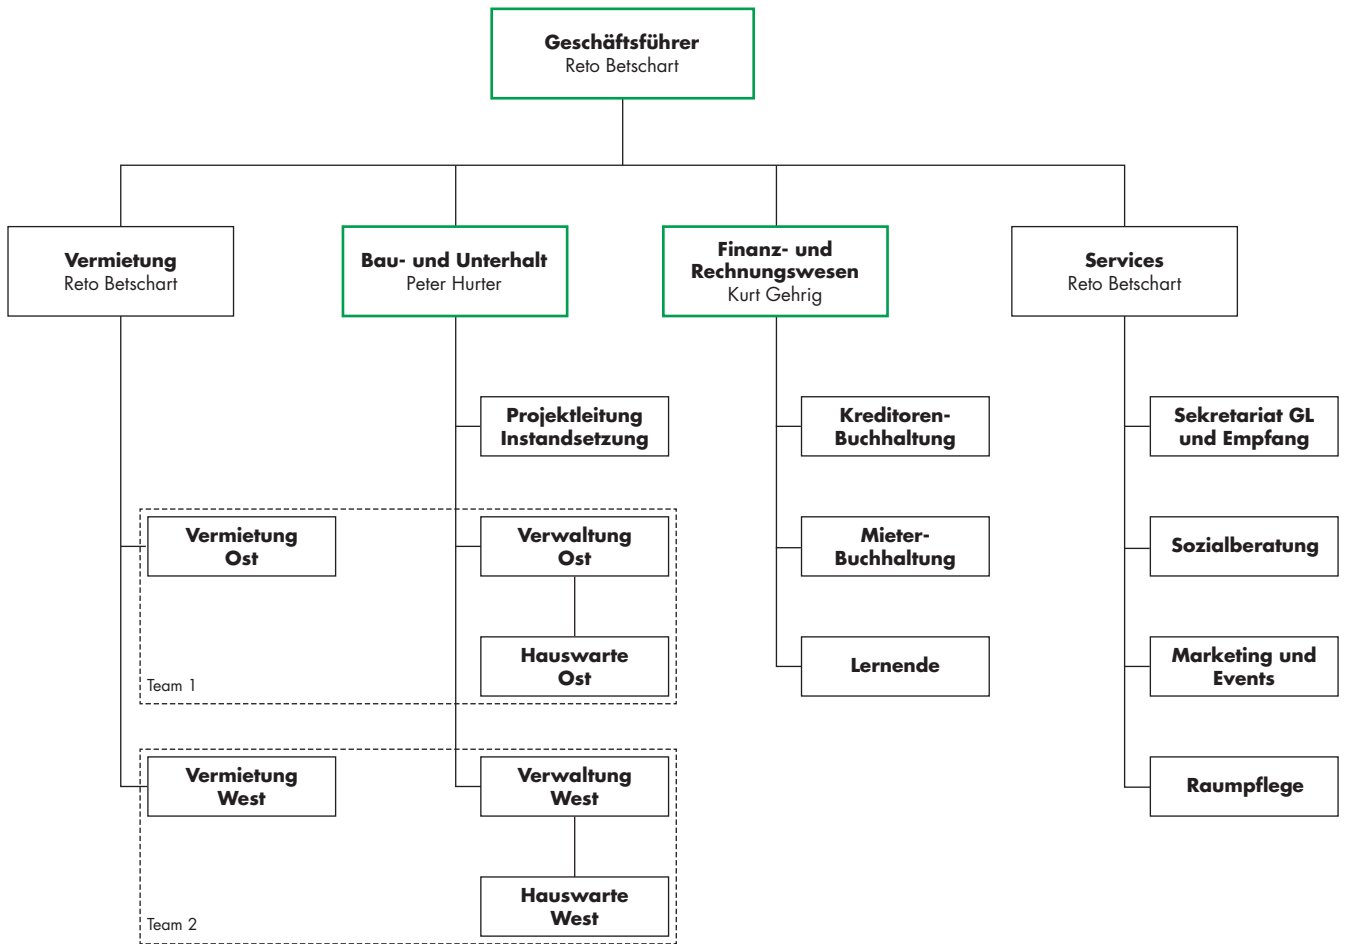 Geschäftsführer
Reto Betschart
Vermietung
Reto Betschart
Bau- und Unterhalt
Peter Hurter
Finanz- und
Rechnungswesen
Kurt Gehrig
Services
Reto Betschart
Projektleitung
Instandsetzung
Kreditoren-
Buchhaltung
Sekretariat GL
und Empfang
Vermietung
Ost
Verwaltung
Ost
Mieter-
Buchhaltung
Sozialberatung
Hauswarte
Ost
Lernende
Marketing und
Events
Team 1
Vermietung
West
Verwaltung
West
Raumpflege
Hauswarte
West
Team 2